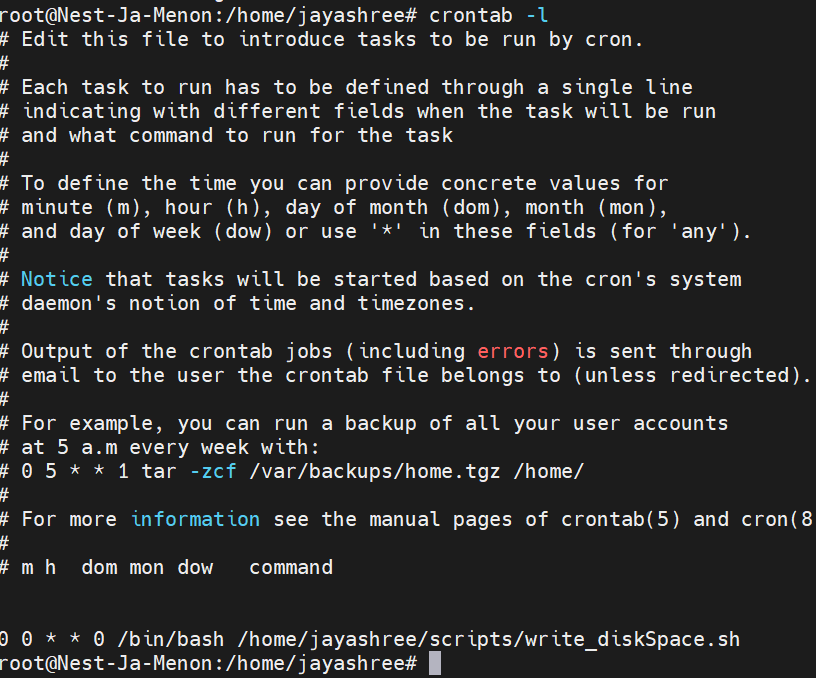 root@Nest-Ja-Menon:/home/jayashree# crontab -l
# Edit this file to introduce tasks to be run by cron.
#
# Each task to run has to be defined through a single line
# indicating with different fields when the task will be run
# and what command to run for the task
#
# To define the time you can provide concrete values for
# minute (m), hour (h), day of month (dom), month (mon),
# and day of week (dow) or use '*' in these fields (for 'any').
#
# Notice that tasks will be started based on the cron's system
# daemon's notion of time and timezones.
#
# Output of the crontab jobs (including errors) is sent through
# email to the user the crontab file belongs to (unless redirected).
#
# For example, you can run a backup of all your user accounts
# at 5 a.m every week with:
# 0 5 * * 1 tar -zcf /var/backups/home.tgz /home/
#
# For more information see the manual pages of crontab(5) and cron(8
#
# m h  dom mon dow   command
0 0 * * 0 /bin/bash /home/jayashree/scripts/write_diskSpace.sh
root@Nest-Ja-Menon:/home/jayashree#